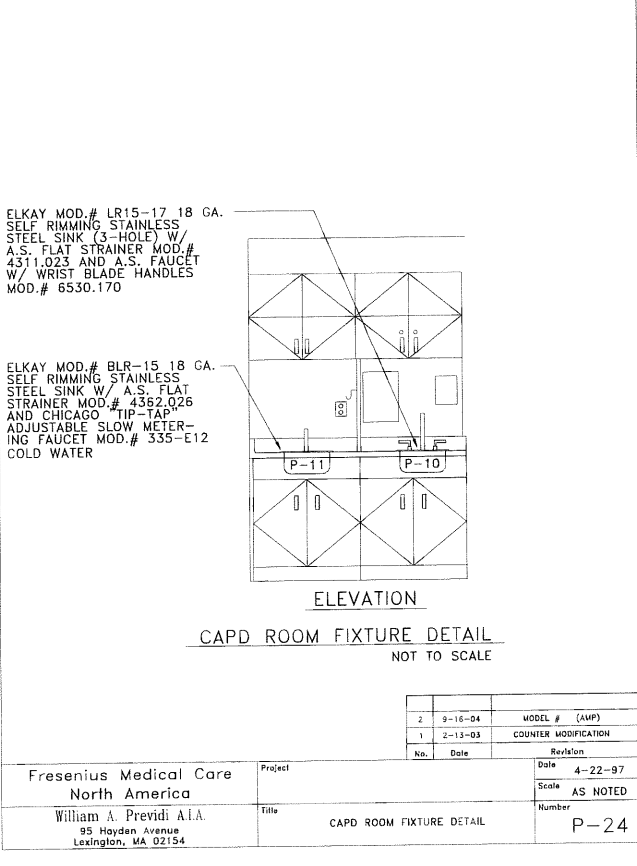 ELKAY MOD.# LR15-17 18 GA.
SELF RIMMING STAINLESS
STEEL SINK (3-HOLE) W/
A.S. FLAT STRAINER MOD.#
4311.023 AND A.S. FAUCET
W/ WRIST BLADE HANDLES
MOD.# 6530.170
ELKAY MOD.# BLR-15 18 GA.
SELF RIMMING STAINLESS
STEEL SINK W/ A.S. FLAT
STRAINER MOD.# 4362.026
AND CHICAGO "TIP-TAP"
ADJUSTABLE SLOW METER-
ING FAUCET MOD.# 335-E12
COLD WATER
P-11
P-10
ELEVATION
CAPD ROOM FIXTURE DETAIL
NOT TO SCALE
2 9-16-04 MODEL # (AMP)
1 2-13-03 COUNTER MODIFICATION
No. Date Revision
Fresenius Medical Care
North America
William A. Previdi A.I.A.
95 Hayden Avenue
Lexington, MA 02154
Project
Title
CAPD ROOM FIXTURE DETAIL
Date
4-22-97
Scale
AS NOTED
Number
P-24